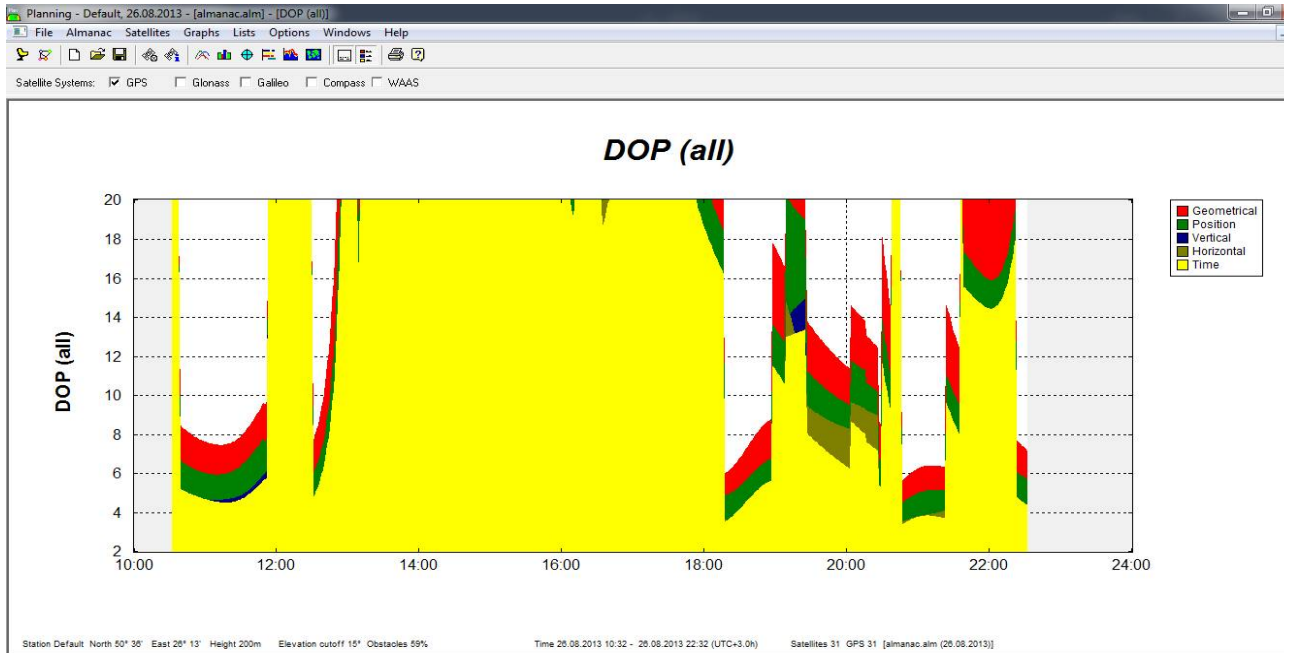 Planning - Default, 26.08.2013 - [almanac.alm] - [DOP (all)]
File Almanac Satellites Graphs Lists Options Windows Help
Satellite Systems: GPS Glonass Galileo Compass WAAS
DOP (all)
20
18
16
14
12
10
8
6
4
2
DOP (all)
10:00 12:00 14:00 16:00 18:00 20:00 22:00 24:00
Geometrical
Position
Vertical
Horizontal
Time
Station Default North 50° 36' East 26° 13' Height 200m Elevation cutoff 15° Obstacles 59% Time 26.08.2013 10:32 - 26.08.2013 22:32 (UTC+3.0h) Satellites 31 GPS 31 [almanac.alm (26.08.2013)]